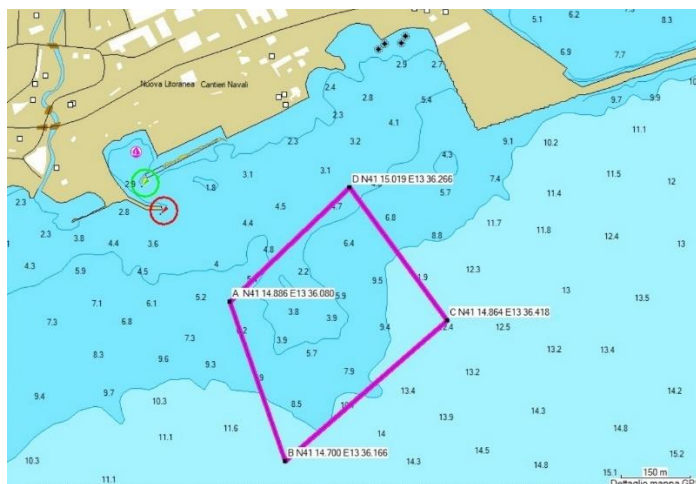 5.1 6.2 7.3 8.3
6.9 7.7
2.9 2.7
Nuova Litoranea Cantieri Navali
2.4 2.8 5.4 9.7 9.9
2.3 4.1 11.1
3.2 9.1 10.2
4.3
3.1 3.1 7.4 11.4 11.5 12
2.9 1.8 5.7
D N41 15.019 E13 36.266
2.3 2.8 4.5 4.7 6.8
4.4 11.7 11.8 12.4 13
2.3 3.8 4.4 3.6 4.8 6.4 8.8
4.3 5.9 4.5 4 2.2 9.5 1.9 12.3
13 13.5
A N41 14.886 E13 36.080
5.2 5.9
7.1 6.1 3.8 3.9
C N41 14.864 E13 36.418
7.3 6.8 7.3 9.4 2.4 12.5
3.9
8.3 9.6 9.3 5.7 13.2 13.4
9 7.9 13.2
9.4 9.7 10.3 8.5 13.4 14.2
13.9 14.3
11.1 11.6 14 14.8
B N41 14.700 E13 36.166
10.3 14.3 14.5 14.8 15.2
11.1 15.1
150 m
Dettaglio mappa GP